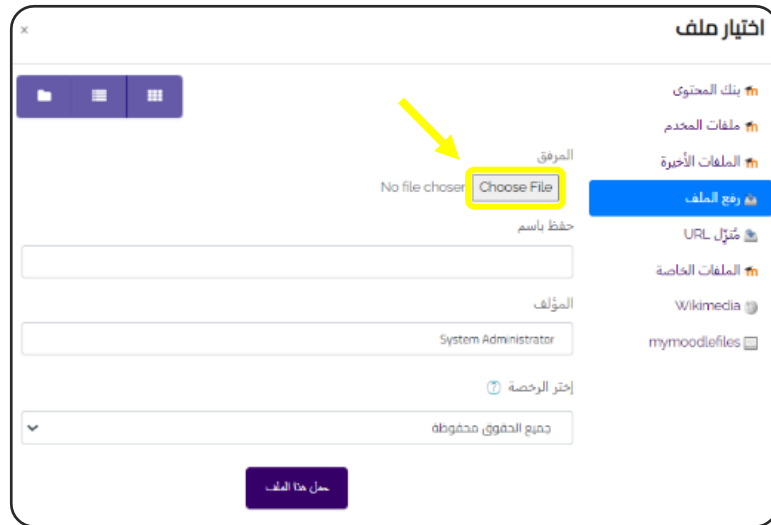 اختيار ملف
×
بنك المحتوى
ملفات المخدم
الملفات الأخيرة
رفع الملف
مُنزّل URL
الملفات الخاصة
Wikimedia
mymoodlefiles
المرفق
Choose File No file choser
حفظ باسم
المؤلف
System Administrator
إختر الرخصة
جميع الحقوق محفوظة
حمل هذا الملف